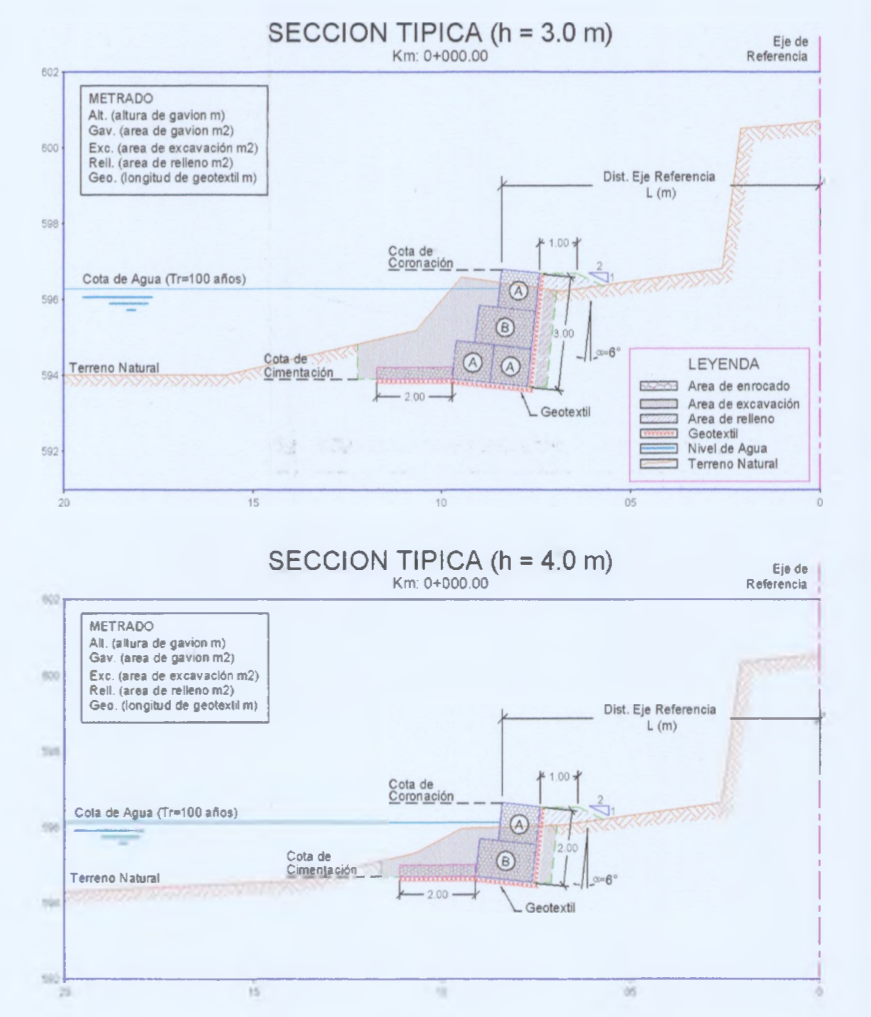 SECCION TIPICA (h = 3.0 m)
Km: 0+000.00
Eje de
Referencia
602
METRADO
Alt. (altura de gavion m)
Gav. (area de gavion m2)
Exc. (area de excavación m2)
Rell. (area de relleno m2)
Geo. (longitud de geotextil m)
600
Dist. Eje Referencia
L (m)
598
Cota de
Coronación
1.00
2
1
Cota de Agua (Tr=100 años)
596
A
B
3.00
∝=6°
Terreno Natural
Cota de
Cimentación
A
A
594
2.00
Geotextil
LEYENDA
Area de enrocado
Area de excavación
Area de relleno
Geotextil
Nivel de Agua
Terreno Natural
592
20
15
10
05
0
SECCION TIPICA (h = 4.0 m)
Km: 0+000.00
Eje de
Referencia
602
METRADO
Alt. (altura de gavion m)
Gav. (area de gavion m2)
Exc. (area de excavación m2)
Rell. (area de relleno m2)
Geo. (longitud de geotextil m)
600
Dist. Eje Referencia
L (m)
598
Cota de
Coronación
1.00
2
1
Cota de Agua (Tr=100 años)
596
A
B
2.00
∝=6°
Cota de
Cimentación
Terreno Natural
2.00
Geotextil
594
592
20
15
10
05
0